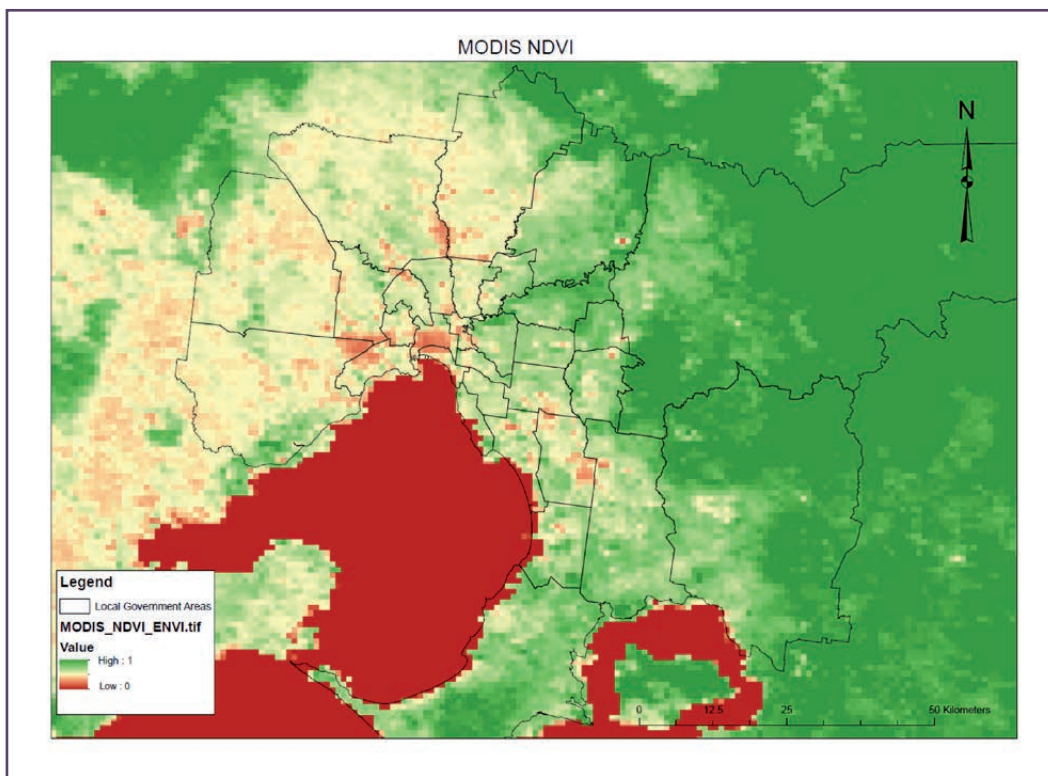 MODIS NDVI
N
Legend
Local Government Areas
MODIS_NDVI_ENVI.tif
Value
High : 1
Low : 0
0 12.5 25 50 Kilometers